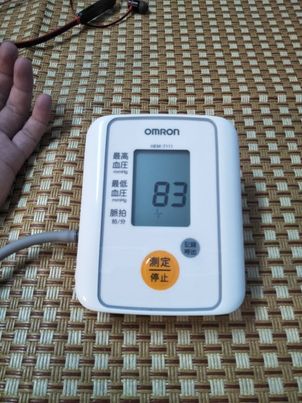 OMRON
HEM-7111
最高
血圧
mmHg
最低
血圧
mmHg
83
脈拍
拍/分
記録
呼出
測定
停止